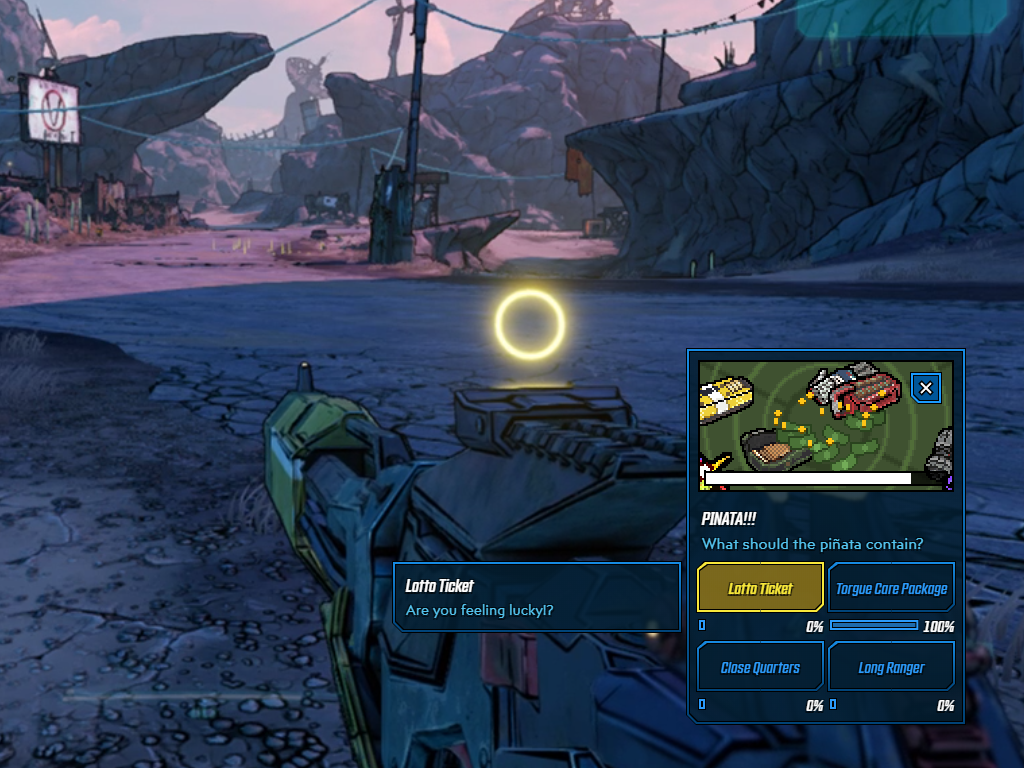 PINATA!!!
What should the piñata contain?
Lotto Ticket
Torgue Care Package
0%
100%
Close Quarters
Long Ranger
0%
0%
Lotto Ticket
Are you feeling lucky!?